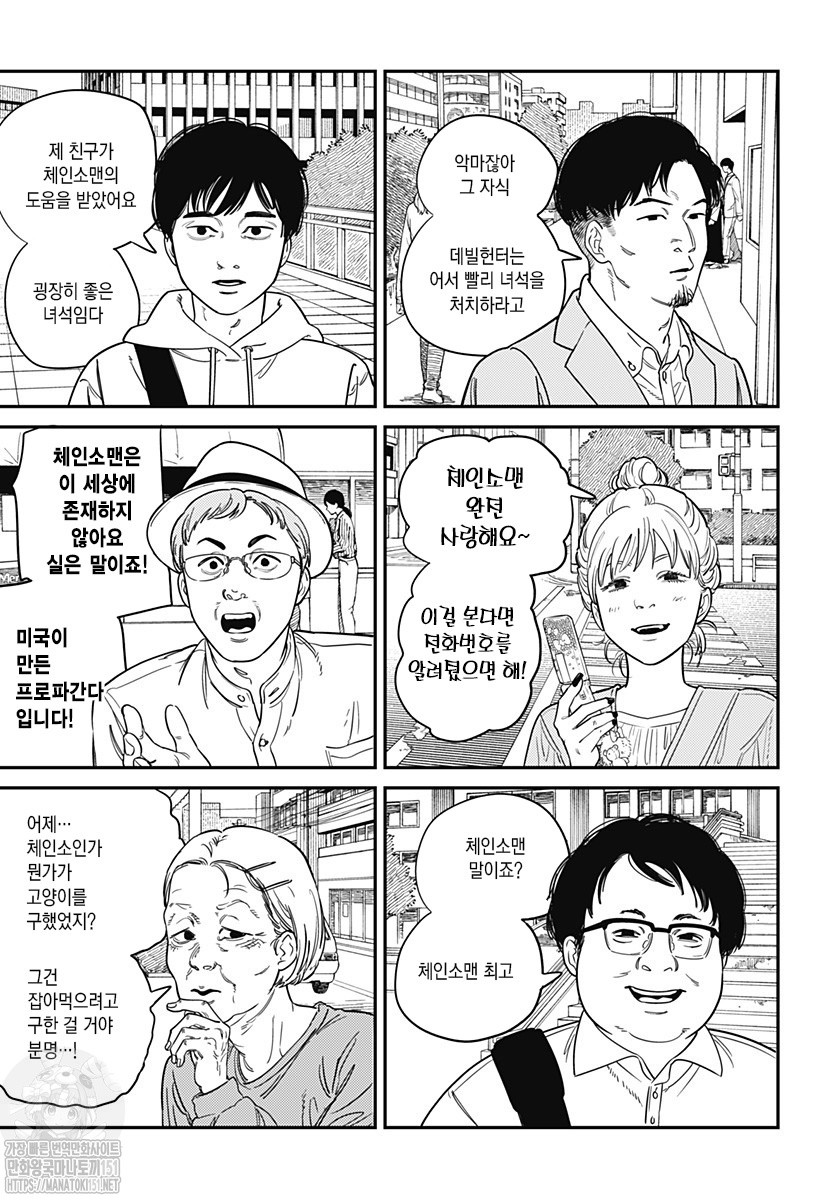 악마잖아
그 자식
데빌헌터는
어서 빨리 녀석을
처치하라고
제 친구가
체인소맨의
도움을 받았어요
굉장히 좋은
녀석임다
체인소맨
완전
사랑해요~
이걸 본다면
전화번호를
알려줬으면 해!
체인소맨은
이 세상에
존재하지
않아요
실은 말이죠!
미국이
만든
프로파간다
입니다!
체인소맨
말이죠?
체인소맨 최고
어제…
체인소인가
뭔가가
고양이를
구했었지?
그건
잡아먹으려고
구한 걸 거야
분명…!
가장 빠른 번역만화사이트
만화왕국마나토끼151
HTTPS://MANATOKI151.NET